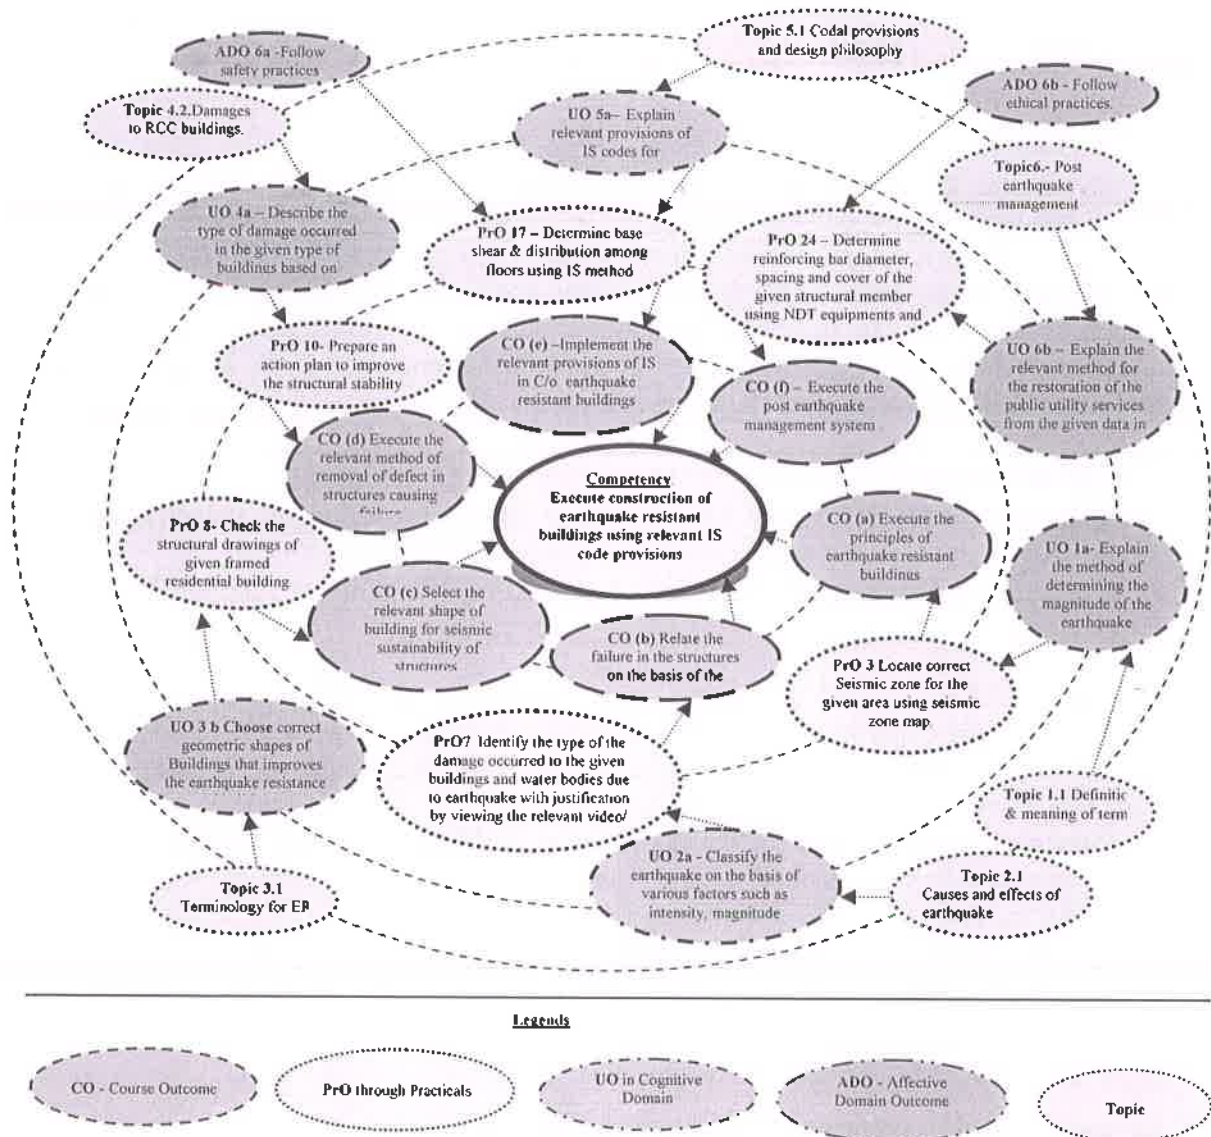 ADO 6a -Follow
safety practices
Topic 5.1 Codal provisions
and design philosophy
ADO 6b - Follow
ethical practices.
Topic 4.2.Damages
to RCC buildings.
UO 5a– Explain
relevant provisions of
IS codes for
Topic6.- Post
earthquake
management
UO 4a – Describe the
type of damage occurred
in the given type of
buildings based on
PrO 17 – Determine base
shear & distribution among
floors using IS method
PrO 24 – Determine
reinforcing bar diameter,
spacing and cover of the
given structural member
using NDT equipments and
PrO 10- Prepare an
action plan to improve
the structural stability
CO (e) –Implement the
relevant provisions of IS
in C/o earthquake
resistant buildings
CO (f) – Execute the
post earthquake
management system
UO 6b – Explain the
relevant method for
the restoration of the
public utility services
from the given data in
CO (d) Execute the
relevant method of
removal of defect in
structures causing
failure
Competency
Execute construction of
earthquake resistant
buildings using relevant IS
code provisions
PrO 8- Check the
structural drawings of
given framed
residential building
CO (a) Execute the
principles of
earthquake resistant
buildings
UO 1a- Explain
the method of
determining the
magnitude of the
earthquake
CO (c) Select the
relevant shape of
building for seismic
sustainability of
structures
CO (b) Relate the
failure in the structures
on the basis of the
PrO 3 Locate correct
Seismic zone for the
given area using seismic
zone map.
UO 3 b Choose correct
geometric shapes of
Buildings that improves
the earthquake resistance
PrO7 Identify the type of the
damage occurred to the given
buildings and water bodies due
to earthquake with justification
by viewing the relevant video/
Topic 1.1 Definitic
& meaning of term
UO 2a - Classify the
earthquake on the basis of
various factors such as
intensity, magnitude
Topic 3.1
Terminology for ER
Topic 2.1
Causes and effects of
earthquake
Legends
CO - Course Outcome
PrO through Practicals
UO in Cognitive
Domain
ADO - Affective
Domain Outcome
Topic